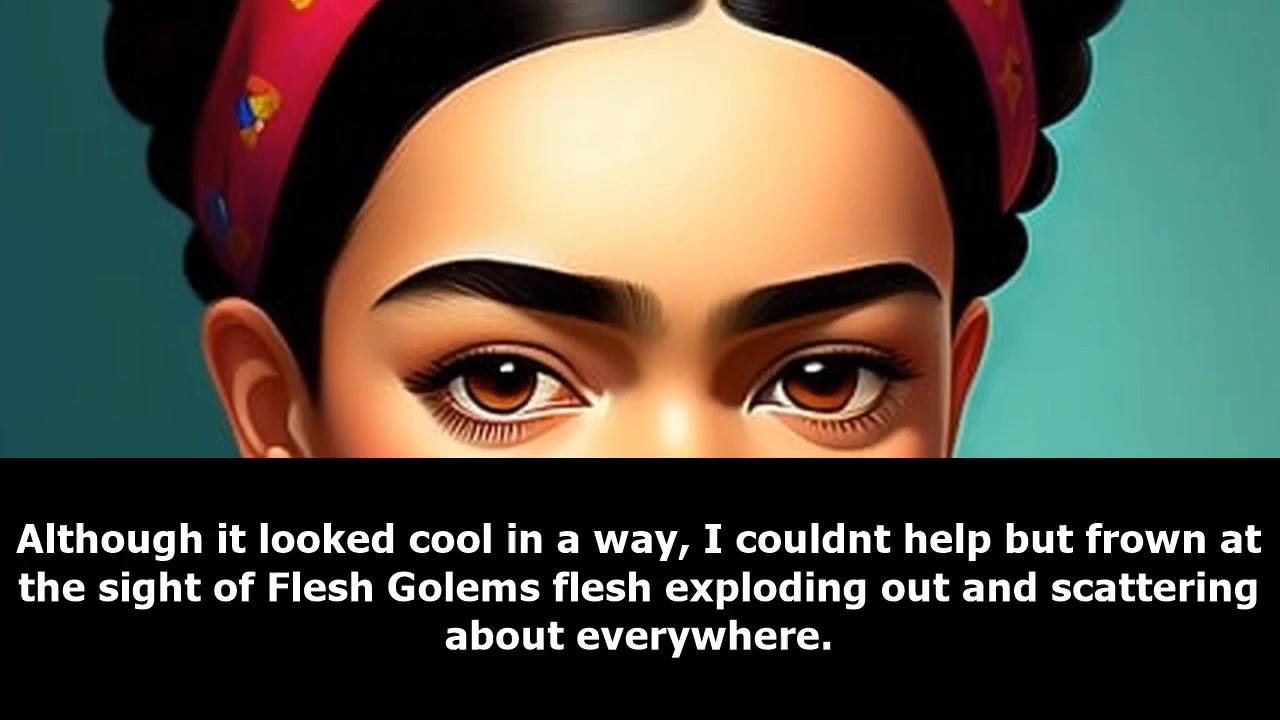 Although it looked cool in a way, I couldnt help but frown at
the sight of Flesh Golems flesh exploding out and scattering
about everywhere.